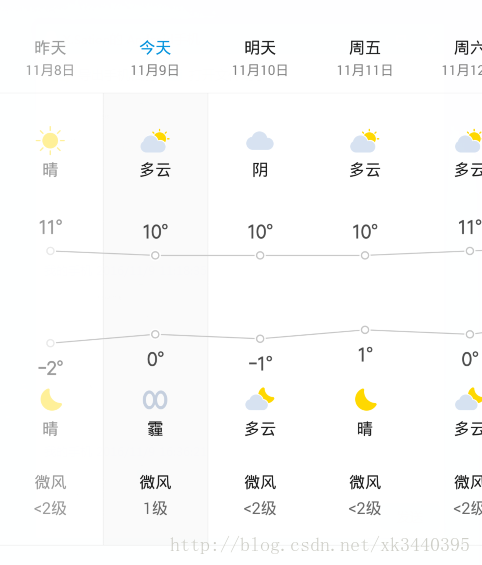 昨天 今天 明天 周五 周六
11月8日 11月9日 11月10日 11月11日 11月12
晴 多云 阴 多云 多云
11° 10° 10° 10° 11°
-2° 0° -1° 1° 0°
晴 霾 多云 晴 多云
微风 微风 微风 微风 微风
<2级 1级 <2级 <2级 <2级
http://blog.csdn.net/xk3440395